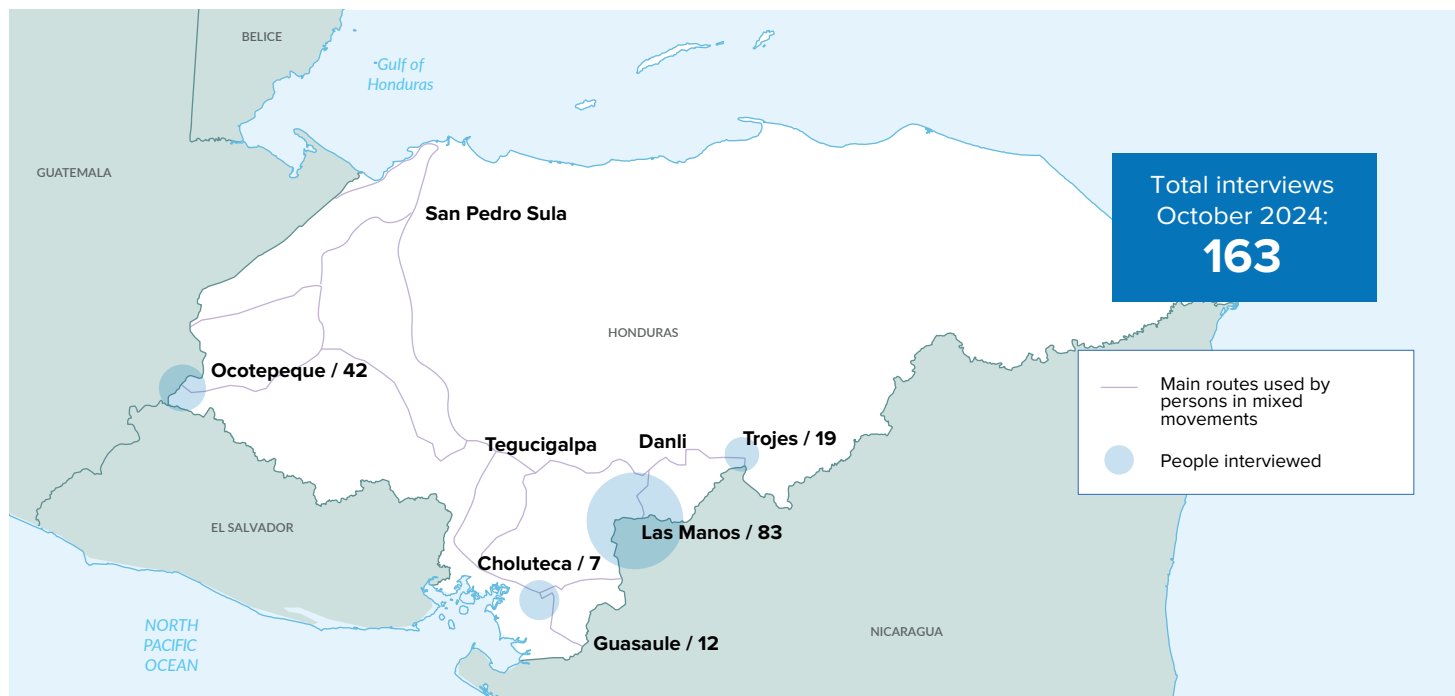 BELICE
Gulf of
Honduras
GUATEMALA
Total interviews
October 2024:
163
San Pedro Sula
HONDURAS
Ocotepeque / 42
Main routes used by
persons in mixed
movements
People interviewed
Tegucigalpa
Danli
Trojes / 19
EL SALVADOR
Las Manos / 83
Choluteca / 7
NORTH
PACIFIC
OCEAN
Guasaule / 12
NICARAGUA